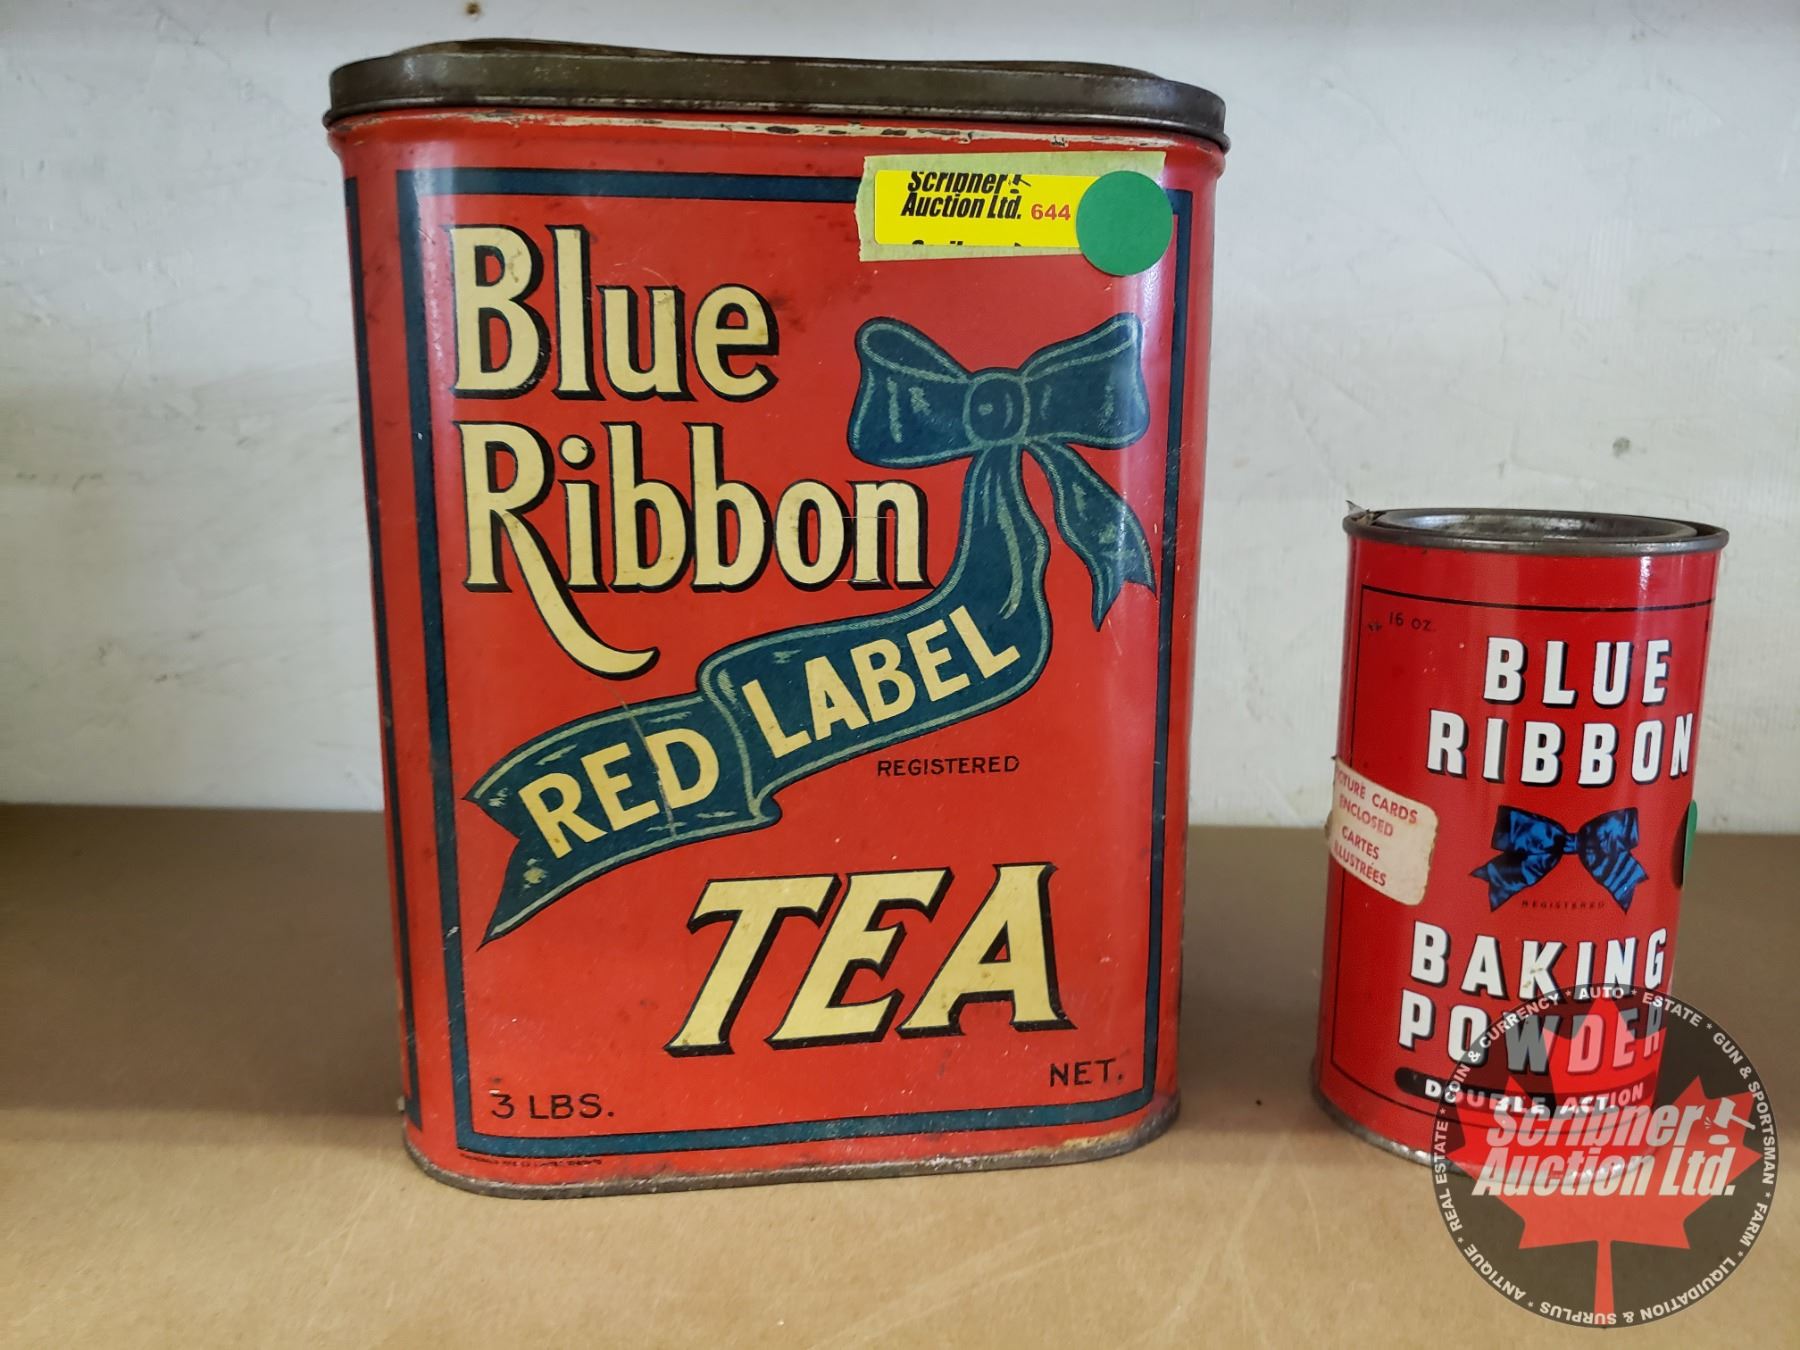 Scribner
Auction Ltd. 644
Blue
Ribbon
RED LABEL
REGISTERED
TEA
3 LBS.
NET.
16 OZ.
BLUE
RIBBON
CARDS
ENCLOSED
CARTES
REGISTERED
BAKING
POWDER
DOUBLE ACTION
Scribner
Auction Ltd.
COIN & CURRENCY * AUTO * ESTATE * GUN & SPORTSMAN * FARM * LIQUIDATION & SURPLUS * ANTIQUE * REAL ESTATE *